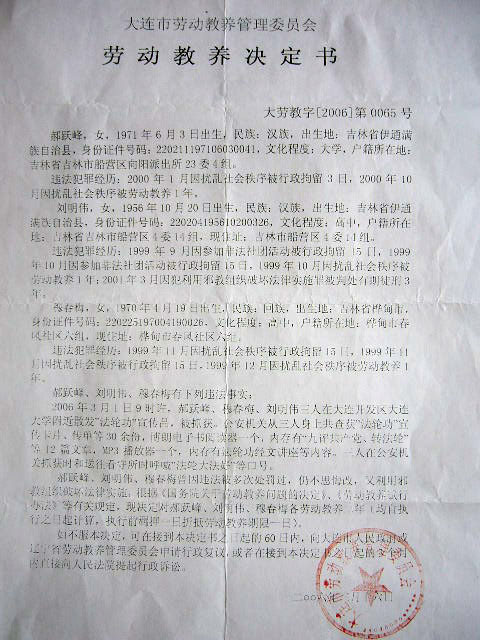 大连市劳动教养管理委员会
劳动教养决定书
大劳教字[2006]第0065号
郝跃峰，女，1971年6月3日出生，民族：汉族，出生地：吉林省伊通满
族自治县，身份证件号码：220211197106030041，文化程度：大学，户籍所在地：
吉林省吉林市船营区向阳派出所23委4组。
违法犯罪经历：2000年1月因扰乱社会秩序被行政拘留3日，2000年10
月因扰乱社会秩序被劳动教养1年。
刘明伟，女，1956年10月20日出生，民族：汉族，出生地：吉林省伊通
满族自治县，身份证件号码：220204195610200326，文化程度：高中，户籍所在
地：吉林省吉林市船营区4委14组，现住址：吉林市船营区4委14组。
违法犯罪经历：1999年9月因参加非法社团活动被行政拘留15日，1999
年10月因参加非法社团活动被行政拘留15日，1999年10月因扰乱社会秩序被
劳动教养1年；2001年3月因犯利用邪教组织破坏法律实施罪被判处有期徒刑3
年。
穆春梅，女，1970年4月19日出生，民族：回族，出生地：吉林省桦甸市，
身份证件号码：220225197004190026，文化程度：高中，户籍所在地：桦甸市春
风社区六组，现住址：桦甸市春风社区六组。
违法犯罪经历：1999年11月因扰乱社会秩序被行政拘留15日，1999年11
月因扰乱社会秩序被行政拘留15日，1999年12月因扰乱社会秩序被劳动教养1
年。
郝跃峰、刘明伟、穆春梅有下列违法事实：
2006年3月1日9时许，郝跃峰、穆春梅、刘明伟三人在大连开发区大连
大学附近散发"法轮功"宣传品，被抓获。公安机关从三人身上共查获"法轮功"宣
传卡片、传单等30余份，博朗电子书阅读器一个，内存有"九评共产党、转法轮"
等12篇文章，MP3播放器一个，内存有法轮功经文讲座等内容。三人在公安机
关抓获时和送往看守所时呼喊"法轮大法好"等口号。
郝跃峰、刘明伟、穆春梅曾因违法被多次处罚过，仍不思悔改，又利用邪
教组织破坏法律实施。根据《国务院关于劳动教养问题的决定》、《劳动教养试行
办法》等有关规定，现决定对郝跃峰、刘明伟、穆春梅各劳动教养年（均自执
行之日起计算，执行前羁押一日折抵劳动教养期限一日）。
如不服本决定，可在接到本决定之日起的60日内，向大连市人民政府或
辽宁省劳动教养管理委员会申请行政复议，或者在接到本决定书之日起的3个月
内直接向人民法院提起行政诉讼。
二〇〇六年月六日
大连市劳动教养管理委员会